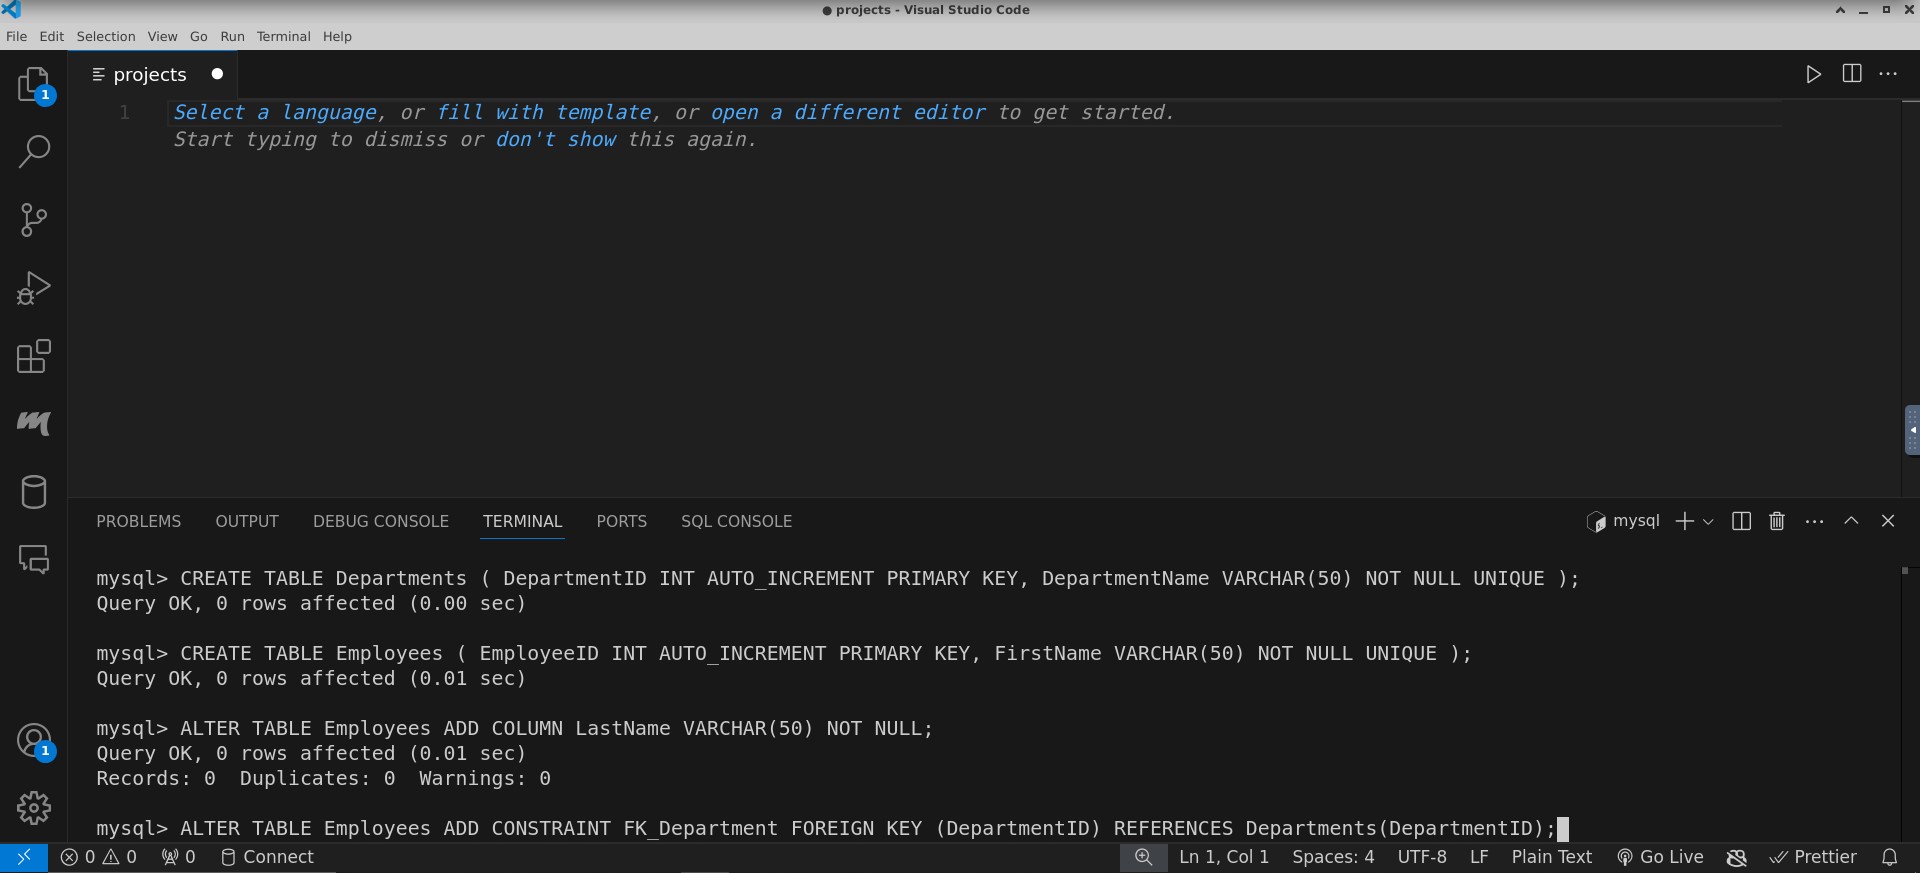 ● projects - Visual Studio Code
File Edit Selection View Go Run Terminal Help
projects
1
1 Select a language, or fill with template, or open a different editor to get started.
Start typing to dismiss or don't show this again.
PROBLEMS OUTPUT DEBUG CONSOLE TERMINAL PORTS SQL CONSOLE mysql
mysql> CREATE TABLE Departments ( DepartmentID INT AUTO_INCREMENT PRIMARY KEY, DepartmentName VARCHAR(50) NOT NULL UNIQUE );
Query OK, 0 rows affected (0.00 sec)
mysql> CREATE TABLE Employees ( EmployeeID INT AUTO_INCREMENT PRIMARY KEY, FirstName VARCHAR(50) NOT NULL UNIQUE );
Query OK, 0 rows affected (0.01 sec)
mysql> ALTER TABLE Employees ADD COLUMN LastName VARCHAR(50) NOT NULL;
Query OK, 0 rows affected (0.01 sec)
1
Records: 0  Duplicates: 0  Warnings: 0
mysql> ALTER TABLE Employees ADD CONSTRAINT FK_Department FOREIGN KEY (DepartmentID) REFERENCES Departments(DepartmentID);
0 0 0 Connect Ln 1, Col 1 Spaces: 4 UTF-8 LF Plain Text Go Live Prettier